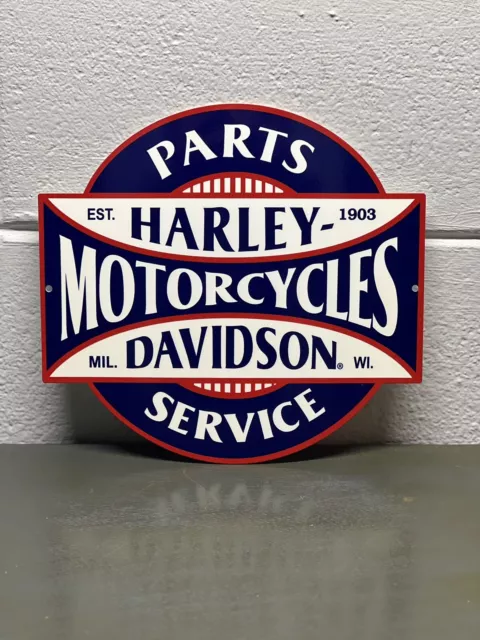 PARTS
EST. HARLEY- 1903
MOTORCYCLES
MIL. DAVIDSON® WI.
SERVICE